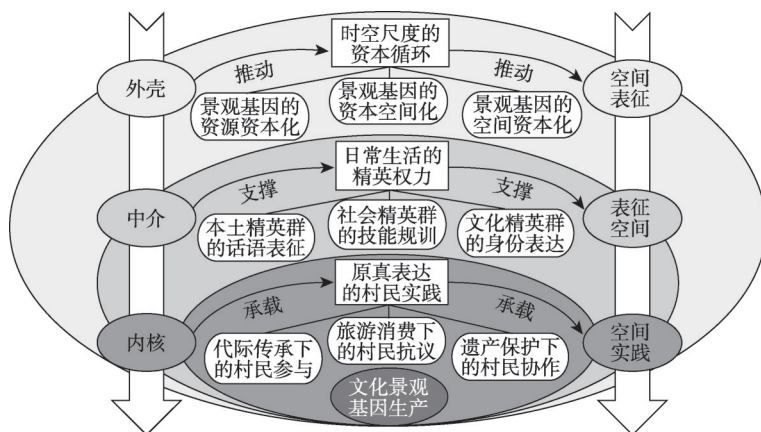 时空尺度的
资本循环
推动
推动
外壳
空间
表征
景观基因的
资源资本化
景观基因的
资本空间化
景观基因的
空间资本化
日常生活的
精英权力
支撑
支撑
中介
表征
空间
本土精英群
的话语表征
社会精英群
的技能规训
文化精英群
的身份表达
原真表达
的村民实践
承载
承载
内核
空间
实践
代际传承下
的村民参与
旅游消费下
的村民抗议
遗产保护下
的村民协作
文化景观
基因生产